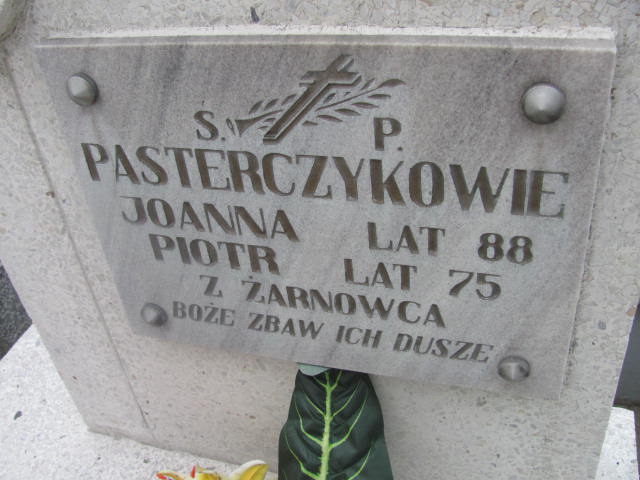 Ś. P.
PASTERCZYKOWIE
JOANNA LAT 88
PIOTR LAT 75
Z ŻARNOWCA
BOŻE ZBAW ICH DUSZE